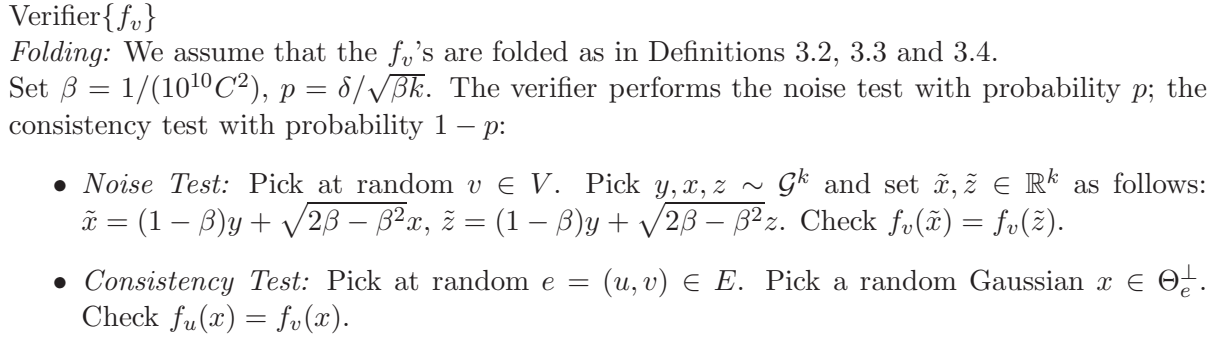 Verifier{f_v}
Folding: We assume that the f_v's are folded as in Definitions 3.2, 3.3 and 3.4.
Set β = 1/(10^{10}C^2), p = δ/√(βk). The verifier performs the noise test with probability p; the
consistency test with probability 1 − p:
• Noise Test: Pick at random v ∈ V. Pick y, x, z ∼ 𝒢^k and set x̃, z̃ ∈ ℝ^k as follows:
x̃ = (1 − β)y + √(2β − β^2)x, z̃ = (1 − β)y + √(2β − β^2)z. Check f_v(x̃) = f_v(z̃).
• Consistency Test: Pick at random e = (u, v) ∈ E. Pick a random Gaussian x ∈ Θ_e^⊥.
Check f_u(x) = f_v(x).